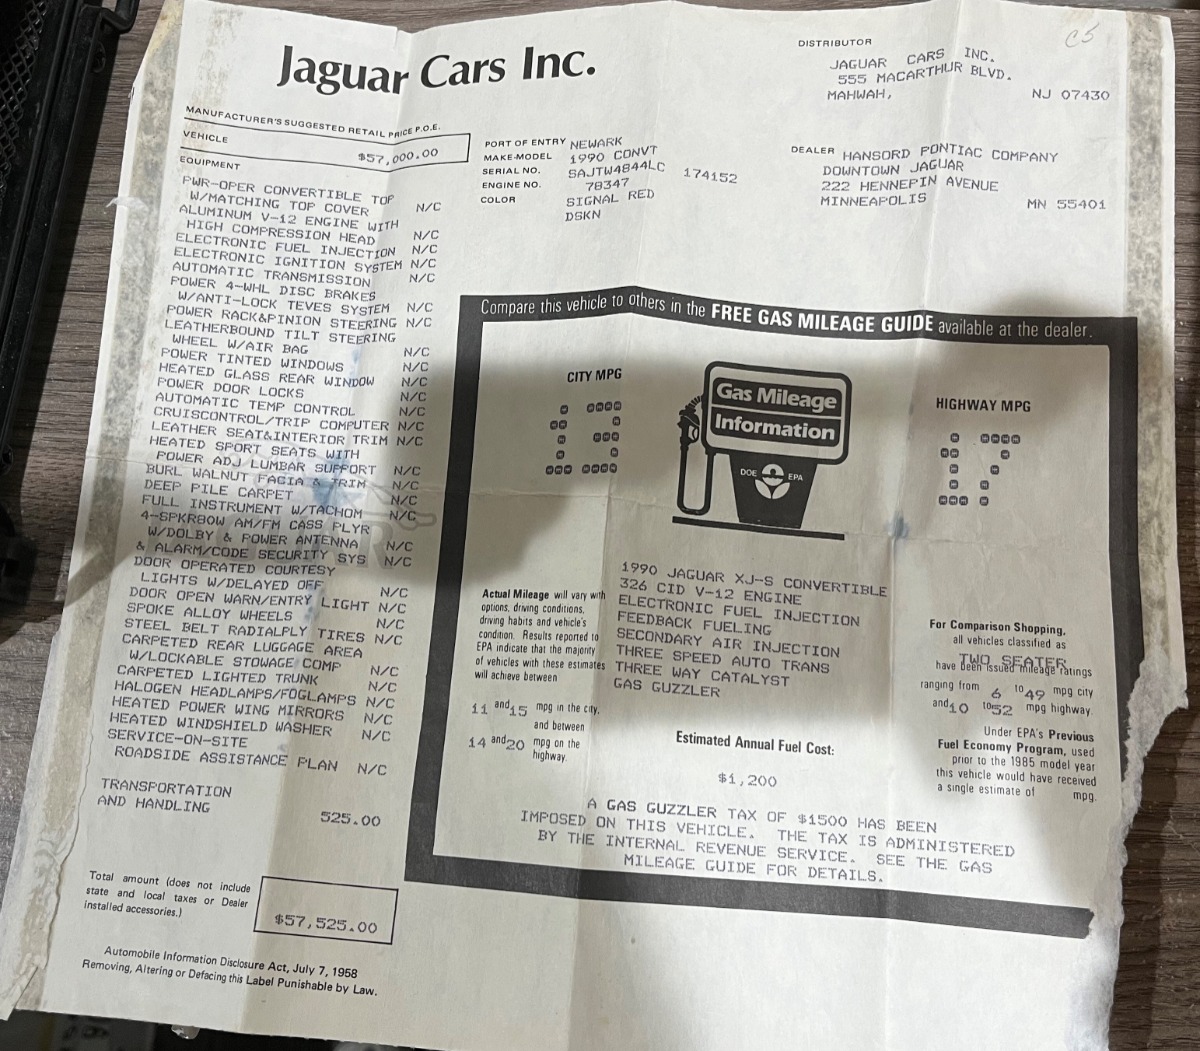 C5
Jaguar Cars Inc.
DISTRIBUTOR
JAGUAR CARS INC.
555 MACARTHUR BLVD.
MAHWAH, NJ 07430
MANUFACTURER'S SUGGESTED RETAIL PRICE P.O.E.
VEHICLE $57,000.00
EQUIPMENT
PORT OF ENTRY NEWARK
MAKE-MODEL 1990 CONVT
SERIAL NO. SAJTW4844LC 174152
ENGINE NO. 78347
COLOR SIGNAL RED
DSKN
DEALER HANSORD PONTIAC COMPANY
DOWNTOWN JAGUAR
222 HENNEPIN AVENUE
MINNEAPOLIS MN 55401
PWR-OPER CONVERTIBLE TOP
W/MATCHING TOP COVER N/C
ALUMINUM V-12 ENGINE WITH
HIGH COMPRESSION HEAD N/C
ELECTRONIC FUEL INJECTION N/C
ELECTRONIC IGNITION SYSTEM N/C
AUTOMATIC TRANSMISSION N/C
POWER 4-WHL DISC BRAKES
W/ANTI-LOCK TEVES SYSTEM N/C
POWER RACK&PINION STEERING N/C
LEATHERBOUND TILT STEERING
WHEEL W/AIR BAG N/C
POWER TINTED WINDOWS N/C
HEATED GLASS REAR WINDOW N/C
POWER DOOR LOCKS N/C
AUTOMATIC TEMP CONTROL N/C
CRUISCONTROL/TRIP COMPUTER N/C
LEATHER SEAT&INTERIOR TRIM N/C
HEATED SPORT SEATS WITH
POWER ADJ LUMBAR SUPPORT N/C
BURL WALNUT FACIA & TRIM N/C
DEEP PILE CARPET N/C
FULL INSTRUMENT W/TACHOM N/C
4-SPKR80W AM/FM CASS PLYR
W/DOLBY & POWER ANTENNA N/C
& ALARM/CODE SECURITY SYS N/C
DOOR OPERATED COURTESY
LIGHTS W/DELAYED OFF N/C
DOOR OPEN WARN/ENTRY LIGHT N/C
SPOKE ALLOY WHEELS N/C
STEEL BELT RADIALPLY TIRES N/C
CARPETED REAR LUGGAGE AREA
W/LOCKABLE STOWAGE COMP N/C
CARPETED LIGHTED TRUNK N/C
HALOGEN HEADLAMPS/FOGLAMPS N/C
HEATED POWER WING MIRRORS N/C
HEATED WINDSHIELD WASHER N/C
SERVICE-ON-SITE
ROADSIDE ASSISTANCE PLAN N/C
TRANSPORTATION
AND HANDLING 525.00
Total amount (does not include
state and local taxes or Dealer
installed accessories.)
$57,525.00
Automobile Information Disclosure Act, July 7, 1958
Removing, Altering or Defacing this Label Punishable by Law.
Compare this vehicle to others in the FREE GAS MILEAGE GUIDE available at the dealer.
CITY MPG
13
Gas Mileage
Information
DOE EPA
HIGHWAY MPG
17
1990 JAGUAR XJ-S CONVERTIBLE
326 CID V-12 ENGINE
ELECTRONIC FUEL INJECTION
FEEDBACK FUELING
SECONDARY AIR INJECTION
THREE SPEED AUTO TRANS
THREE WAY CATALYST
GAS GUZZLER
Actual Mileage will vary with
options, driving conditions,
driving habits and vehicle's
condition. Results reported to
EPA indicate that the majority
of vehicles with these estimates
will achieve between
11 and 15 mpg in the city,
and between
14 and 20 mpg on the
highway.
For Comparison Shopping,
all vehicles classified as
TWO SEATER
have been issued mileage ratings
ranging from 6 to 49 mpg city
and 10 to 52 mpg highway.
Under EPA's Previous
Fuel Economy Program, used
prior to the 1985 model year
this vehicle would have received
a single estimate of mpg.
Estimated Annual Fuel Cost:
$1,200
A GAS GUZZLER TAX OF $1500 HAS BEEN
IMPOSED ON THIS VEHICLE. THE TAX IS ADMINISTERED
BY THE INTERNAL REVENUE SERVICE. SEE THE GAS
MILEAGE GUIDE FOR DETAILS.